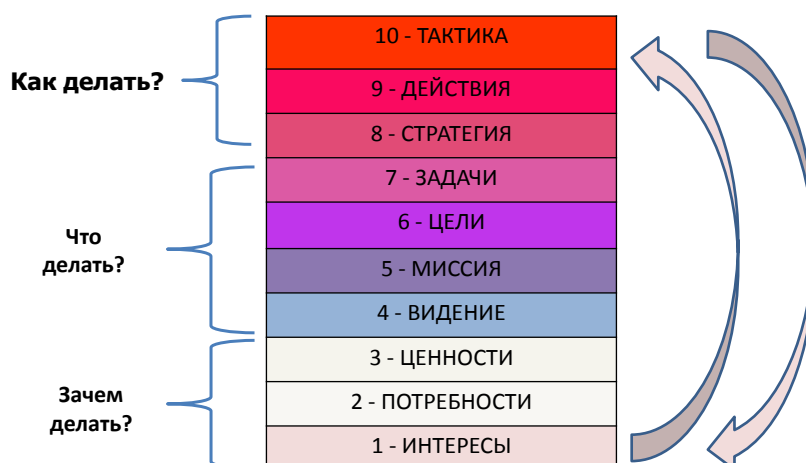 Как делать?
10 - ТАКТИКА
9 - ДЕЙСТВИЯ
8 - СТРАТЕГИЯ
Что
делать?
7 - ЗАДАЧИ
6 - ЦЕЛИ
5 - МИССИЯ
4 - ВИДЕНИЕ
Зачем
делать?
3 - ЦЕННОСТИ
2 - ПОТРЕБНОСТИ
1 - ИНТЕРЕСЫ